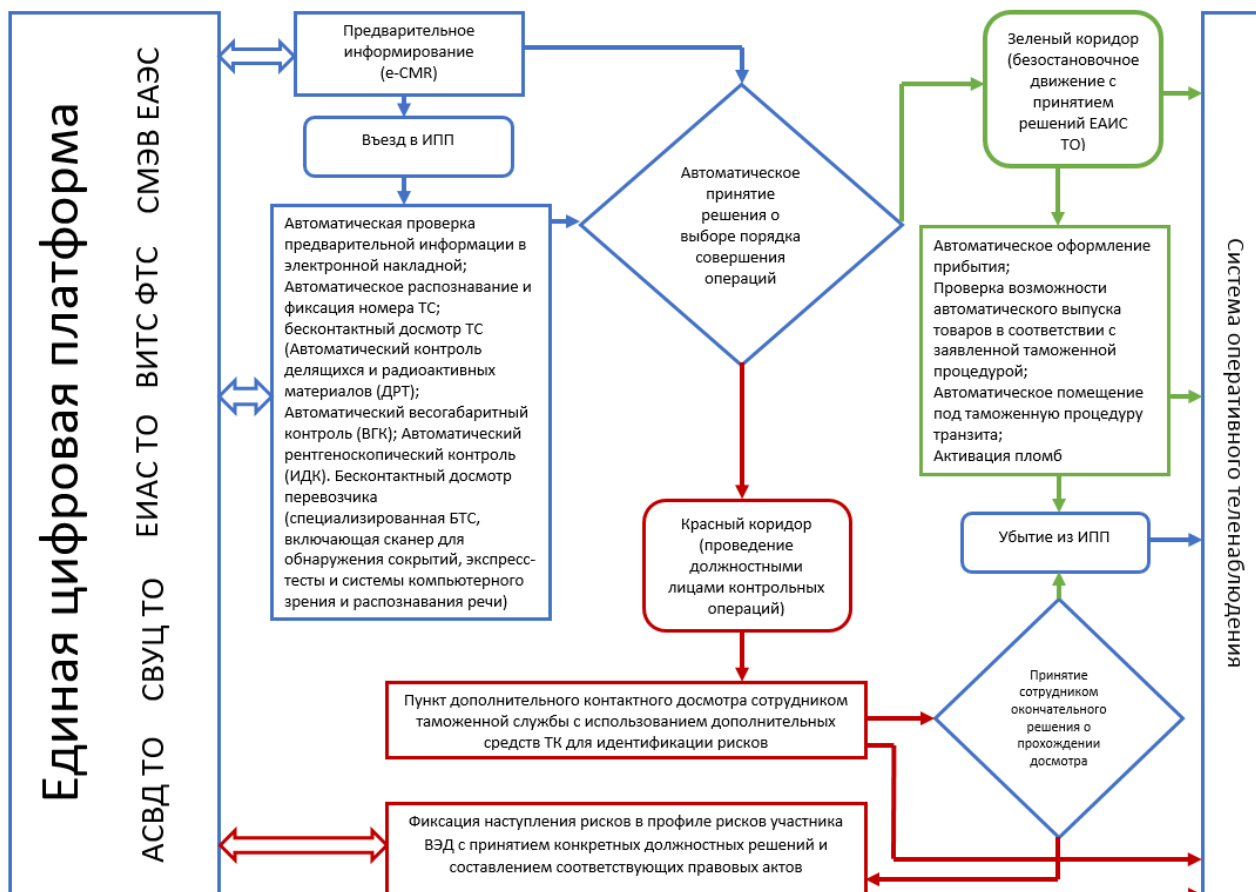 Единая цифровая платформа
АСВД ТО СВУЦ ТО ЕИАС ТО ВИТС ФТС СМЭВ ЕАЭС
Предварительное
информирование
(e-CMR)
Въезд в ИПП
Автоматическая проверка
предварительной информации в
электронной накладной;
Автоматическое распознавание и
фиксация номера ТС;
бесконтактный досмотр ТС
(Автоматический контроль
делящихся и радиоактивных
материалов (ДРТ);
Автоматический весогабаритный
контроль (ВГК); Автоматический
рентгеноскопический контроль
(ИДК). Бесконтактный досмотр
перевозчика
(специализированная БТС,
включающая сканер для
обнаружения сокрытий, экспресс-
тесты и системы компьютерного
зрения и распознавания речи)
Автоматическое
принятие
решения о
выборе порядка
совершения
операций
Зеленый коридор
(безостановочное
движение с
принятием
решений ЕАИС
ТО)
Автоматическое оформление
прибытия;
Проверка возможности
автоматического выпуска
товаров в соответствии с
заявленной таможенной
процедурой;
Автоматическое помещение
под таможенную процедуру
транзита;
Активация пломб
Убытие из ИПП
Красный коридор
(проведение
должностными
лицами контрольных
операций)
Пункт дополнительного контактного досмотра сотрудником
таможенной службы с использованием дополнительных
средств ТК для идентификации рисков
Принятие
сотрудником
окончательного
решения о
прохождении
досмотра
Фиксация наступления рисков в профиле рисков участника
ВЭД с принятием конкретных должностных решений и
составлением соответствующих правовых актов
Система оперативного теленаблюдения